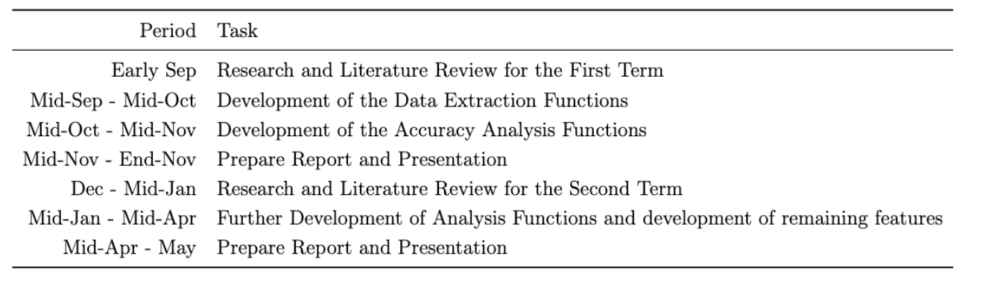 Period Task
Early Sep Research and Literature Review for the First Term
Mid-Sep - Mid-Oct Development of the Data Extraction Functions
Mid-Oct - Mid-Nov Development of the Accuracy Analysis Functions
Mid-Nov - End-Nov Prepare Report and Presentation
Dec - Mid-Jan Research and Literature Review for the Second Term
Mid-Jan - Mid-Apr Further Development of Analysis Functions and development of remaining features
Mid-Apr - May Prepare Report and Presentation